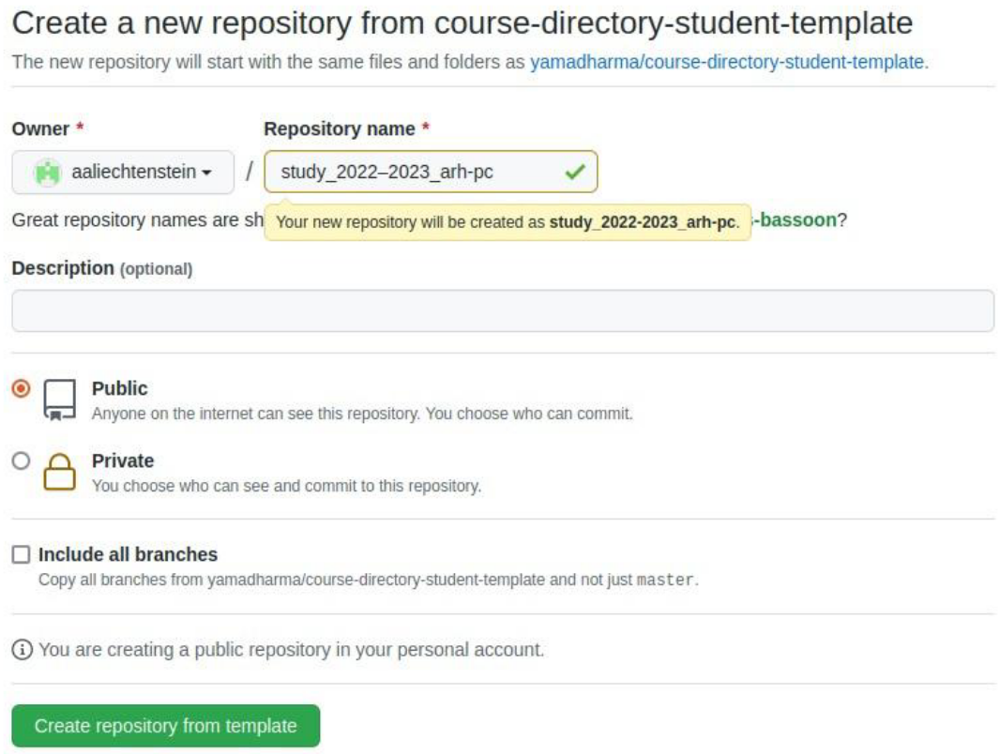 Create a new repository from course-directory-student-template
The new repository will start with the same files and folders as yamadharma/course-directory-student-template.
Owner *
Repository name *
aaliechtenstein
/
study_2022–2023_arh-pc
Great repository names are sh
Your new repository will be created as study_2022-2023_arh-pc.
-bassoon?
Description (optional)
Public
Anyone on the internet can see this repository. You choose who can commit.
Private
You choose who can see and commit to this repository.
Include all branches
Copy all branches from yamadharma/course-directory-student-template and not just master.
You are creating a public repository in your personal account.
Create repository from template